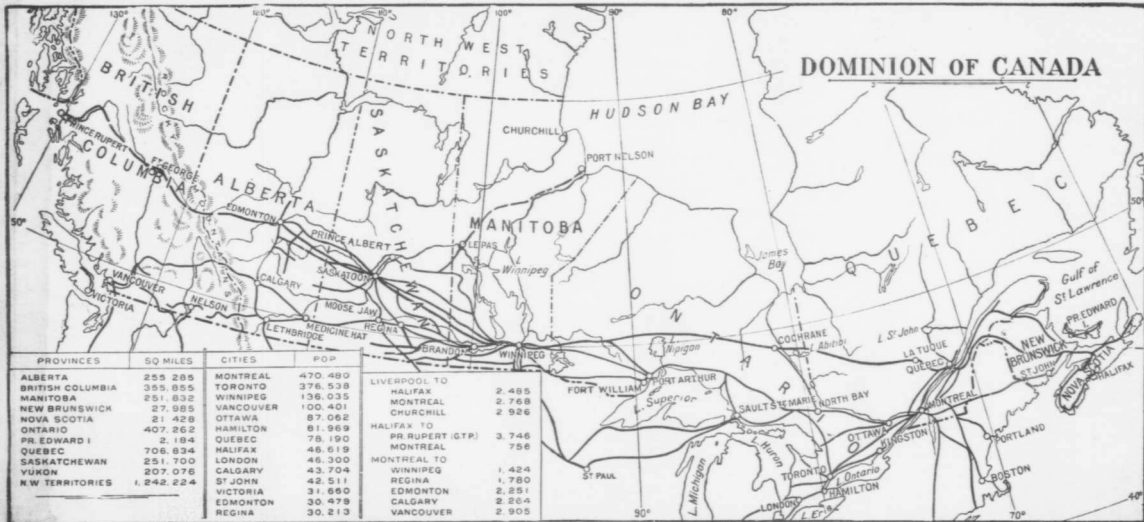 DOMINION OF CANADA
130°
120°
110°
100°
90°
80°
NORTH WEST
TERRITORIES
HUDSON BAY
BRITISH
COLUMBIA
ALBERTA
SASKATCHEWAN
MANITOBA
ONTARIO
QUEBEC
CHURCHILL
PORT NELSON
PRINCE RUPERT
FT. GEORGE
EDMONTON
PRINCE ALBERT
LE PAS
L
Winnipeg
James
Bay
50°
50°
Gulf of
St Lawrence
SASKATOON
VANCOUVER
CALGARY
VICTORIA
NELSON
MOOSE JAW
REGINA
LETHBRIDGE
MEDICINE HAT
BRANDON
WINNIPEG
L
Nipigon
COCHRANE
L Abitibi
L St John
LA TUQUE
QUEBEC
PR. EDWARD
I.
NEW
BRUNSWICK
ST JOHN
NOVA SCOTIA
HALIFAX
FORT WILLIAM
PORT ARTHUR
L. Superior
SAULT STE MARIE
NORTH BAY
MONTREAL
OTTAWA
KINGSTON
PORTLAND
BOSTON
ST PAUL
L. Michigan
Huron
TORONTO
L Ontario
HAMILTON
LONDON
90°
70°
40°
PROVINCES SQ MILES
ALBERTA 255 285
BRITISH COLUMBIA 355.855
MANITOBA 251.832
NEW BRUNSWICK 27.985
NOVA SCOTIA 21 428
ONTARIO 407.262
PR. EDWARD I 2.184
QUEBEC 706.834
SASKATCHEWAN 251.700
YUKON 207.076
N.W TERRITORIES 1,242.224
CITIES POP
MONTREAL 470.480
TORONTO 376.538
WINNIPEG 136.035
VANCOUVER 100.401
OTTAWA 87.062
HAMILTON 81.969
QUEBEC 78.190
HALIFAX 46.619
LONDON 46.300
CALGARY 43.704
ST JOHN 42.511
VICTORIA 31.660
EDMONTON 30.479
REGINA 30.213
LIVERPOOL TO
HALIFAX 2.485
MONTREAL 2.768
CHURCHILL 2 926
HALIFAX TO
PR. RUPERT (G.T.P.) 3.746
MONTREAL 756
MONTREAL TO
WINNIPEG 1,424
REGINA 1,780
EDMONTON 2,251
CALGARY 2.264
VANCOUVER 2.905